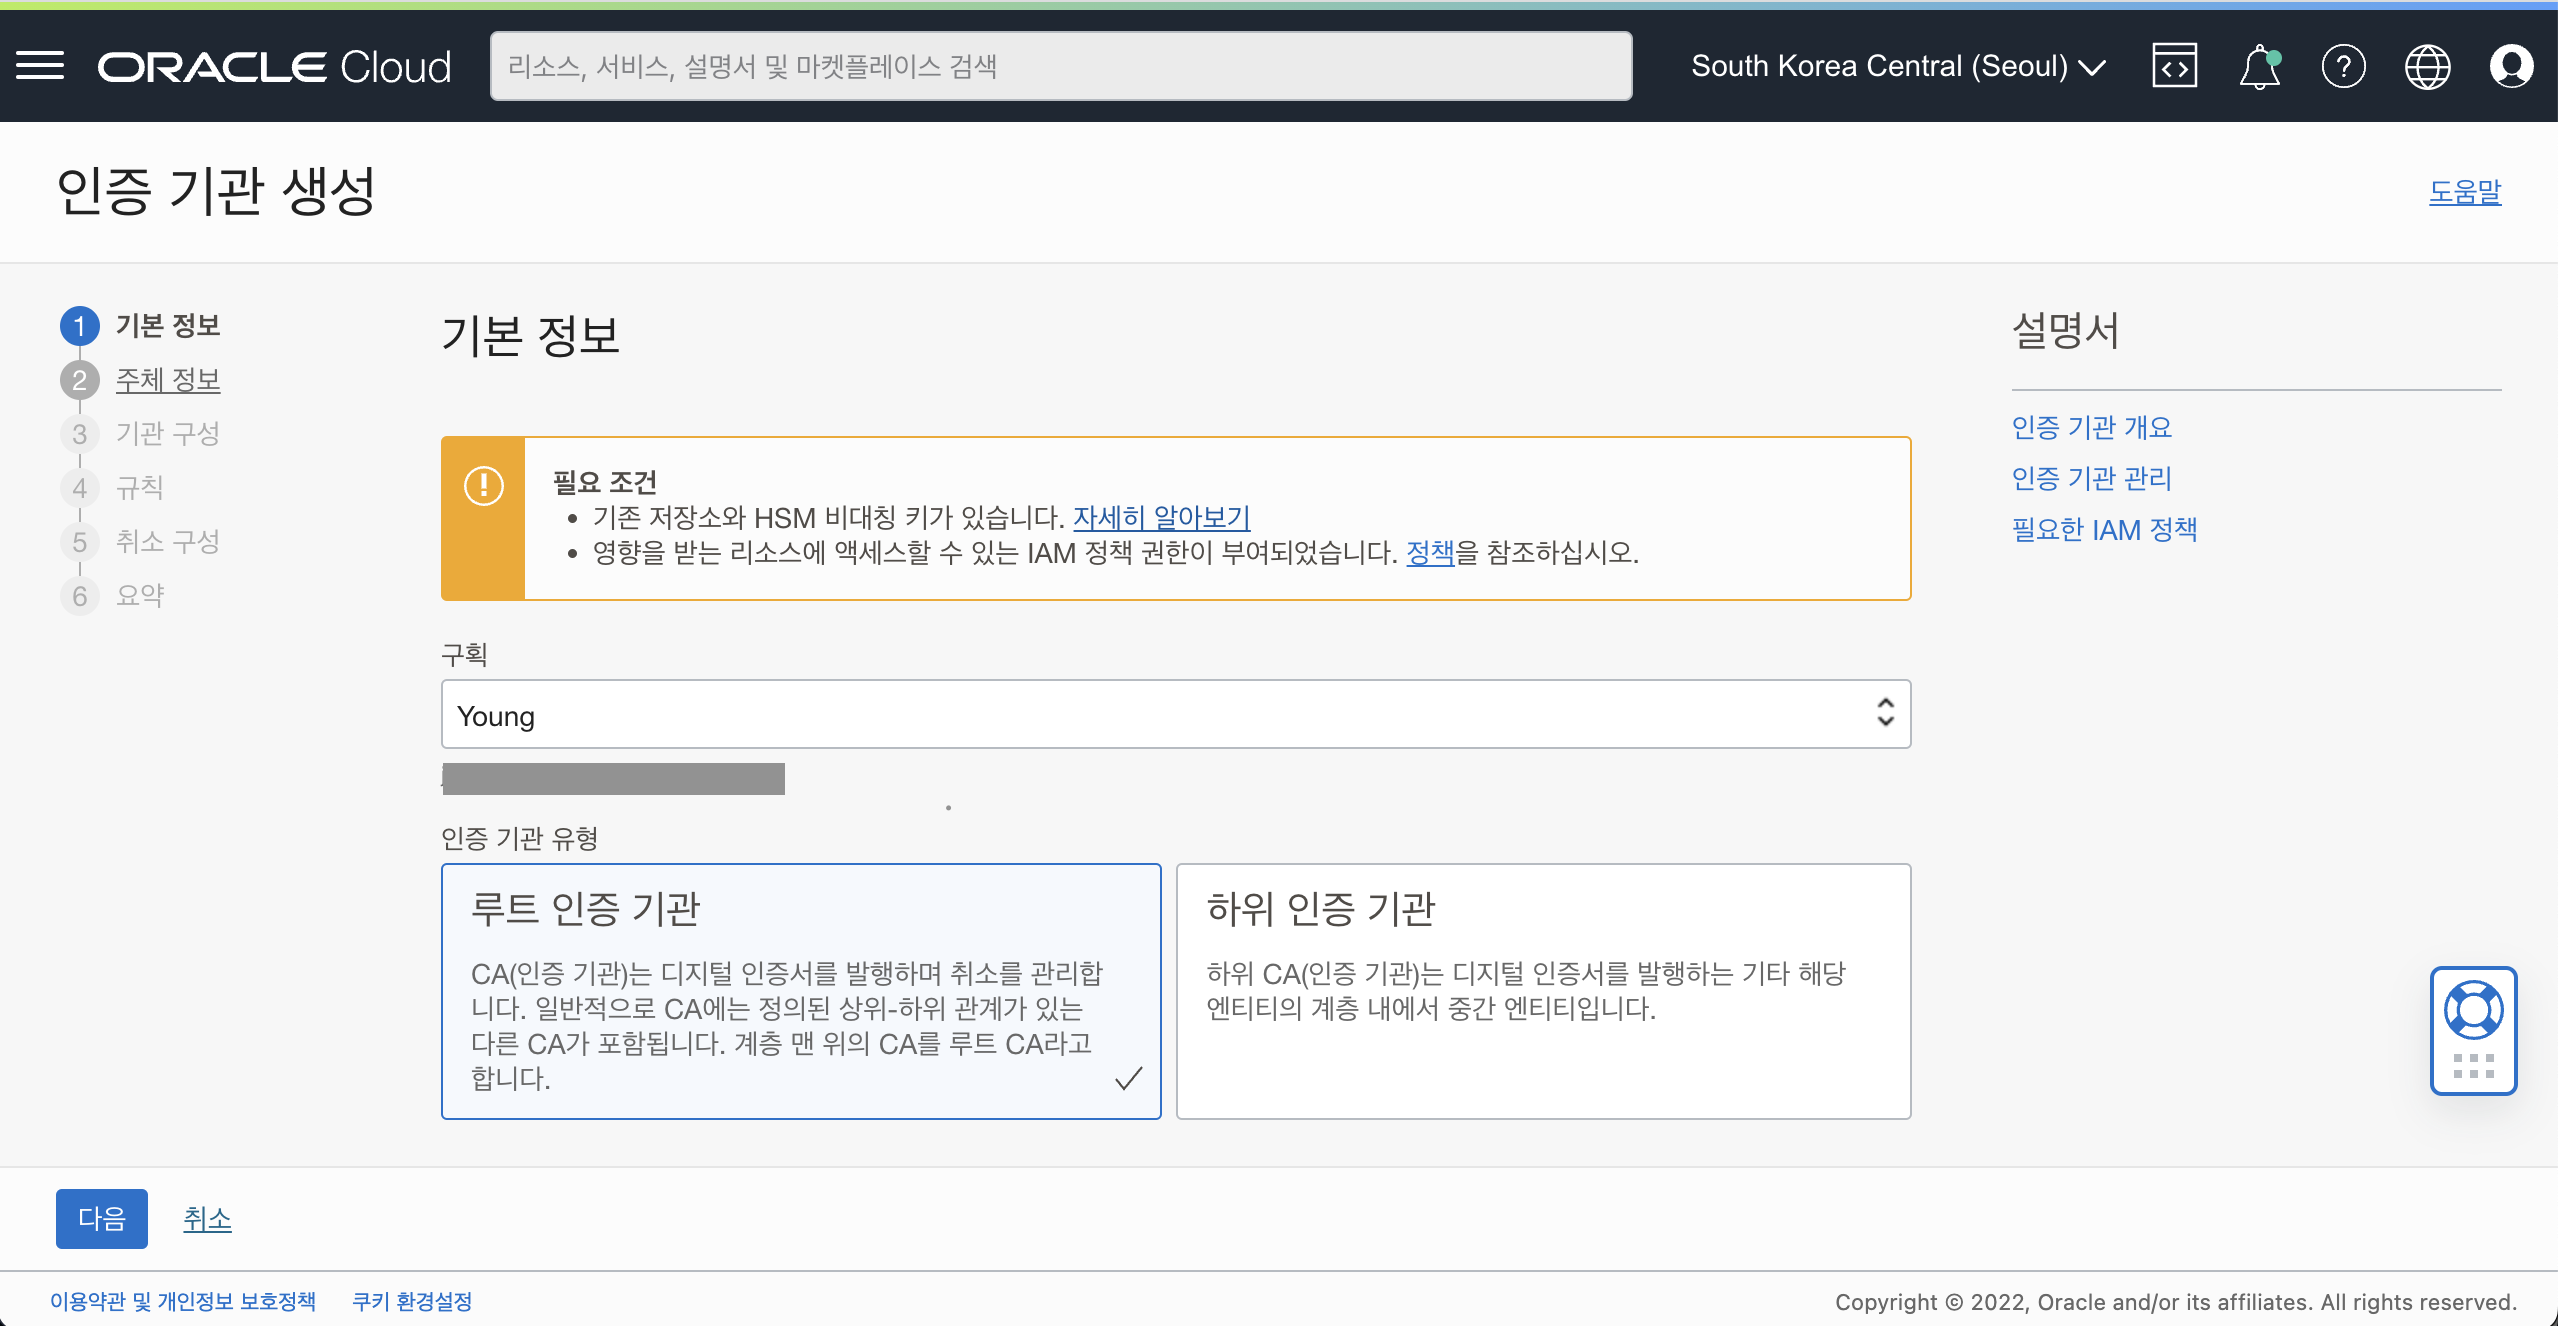 ORACLE Cloud
리소스, 서비스, 설명서 및 마켓플레이스 검색
South Korea Central (Seoul)
인증 기관 생성
도움말
1 기본 정보
2 주체 정보
3 기관 구성
4 규칙
5 취소 구성
6 요약
기본 정보
필요 조건
• 기존 저장소와 HSM 비대칭 키가 있습니다. 자세히 알아보기
• 영향을 받는 리소스에 액세스할 수 있는 IAM 정책 권한이 부여되었습니다. 정책을 참조하십시오.
구획
Young
인증 기관 유형
루트 인증 기관
CA(인증 기관)는 디지털 인증서를 발행하며 취소를 관리합
니다. 일반적으로 CA에는 정의된 상위-하위 관계가 있는
다른 CA가 포함됩니다. 계층 맨 위의 CA를 루트 CA라고
합니다.
하위 인증 기관
하위 CA(인증 기관)는 디지털 인증서를 발행하는 기타 해당
엔티티의 계층 내에서 중간 엔티티입니다.
설명서
인증 기관 개요
인증 기관 관리
필요한 IAM 정책
다음
취소
이용약관 및 개인정보 보호정책
쿠키 환경설정
Copyright © 2022, Oracle and/or its affiliates. All rights reserved.